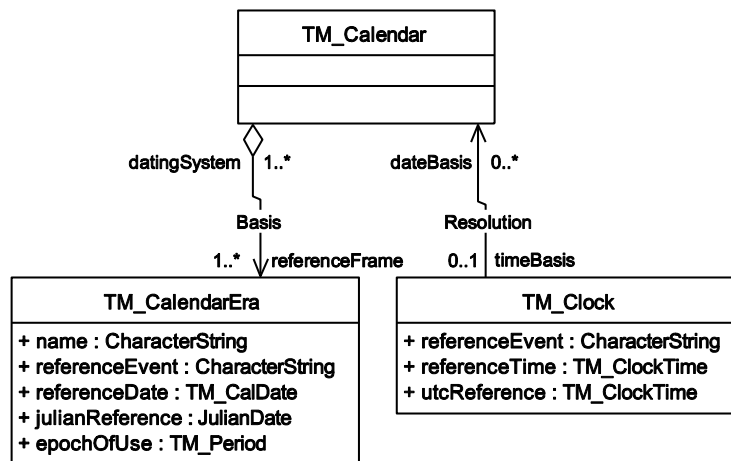 TM_Calendar
datingSystem 1..* dateBasis 0..*
Basis Resolution
1..* referenceFrame 0..1 timeBasis
TM_CalendarEra
+ name : CharacterString
+ referenceEvent : CharacterString
+ referenceDate : TM_CalDate
+ julianReference : JulianDate
+ epochOfUse : TM_Period
TM_Clock
+ referenceEvent : CharacterString
+ referenceTime : TM_ClockTime
+ utcReference : TM_ClockTime